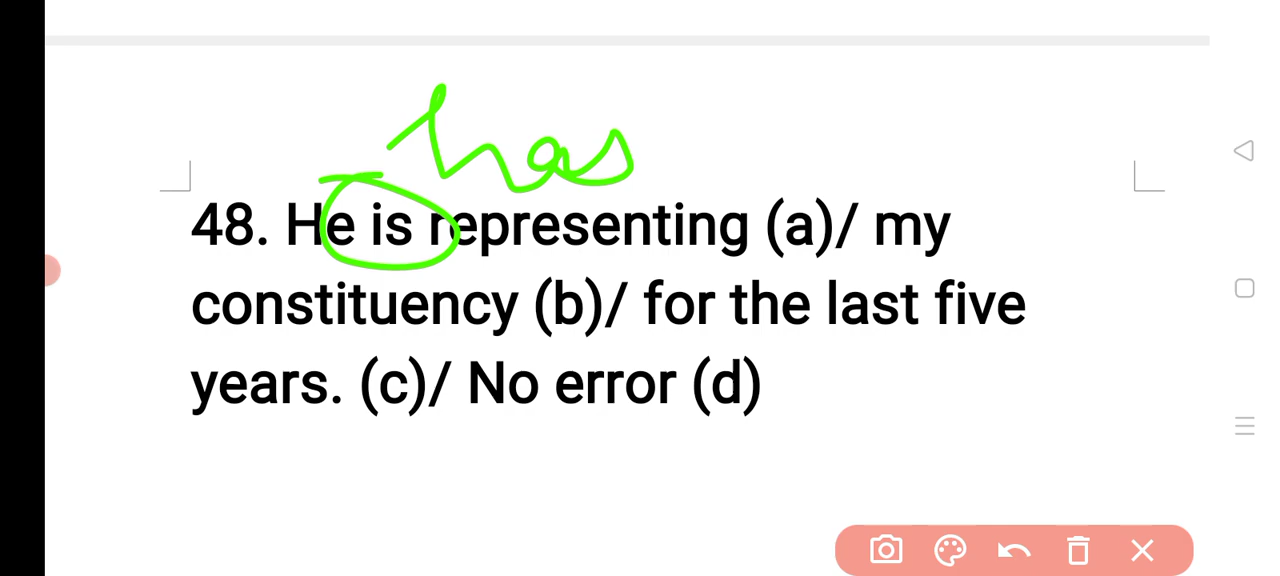 has
48. He is representing (a)/ my
constituency (b)/ for the last five
years. (c)/ No error (d)